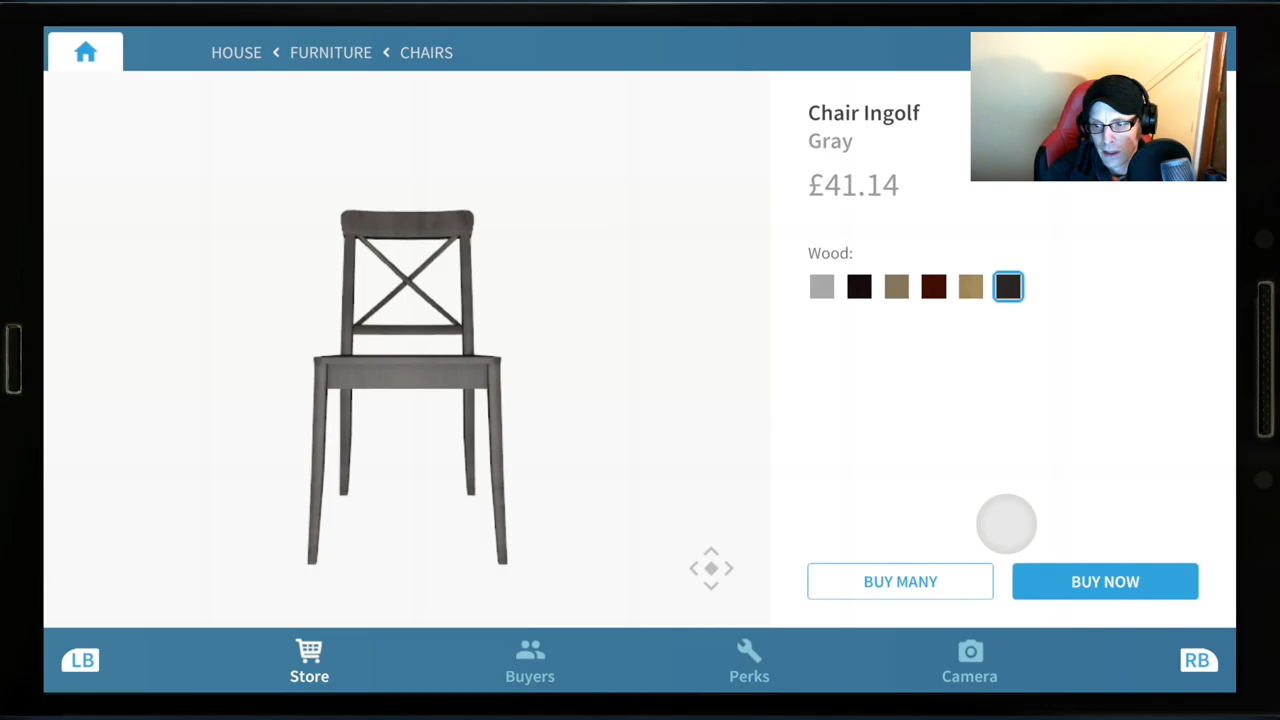 HOUSE < FURNITURE < CHAIRS
Chair Ingolf
Gray
£41.14
Wood:
BUY MANY
BUY NOW
LB
Store
Buyers
Perks
Camera
RB